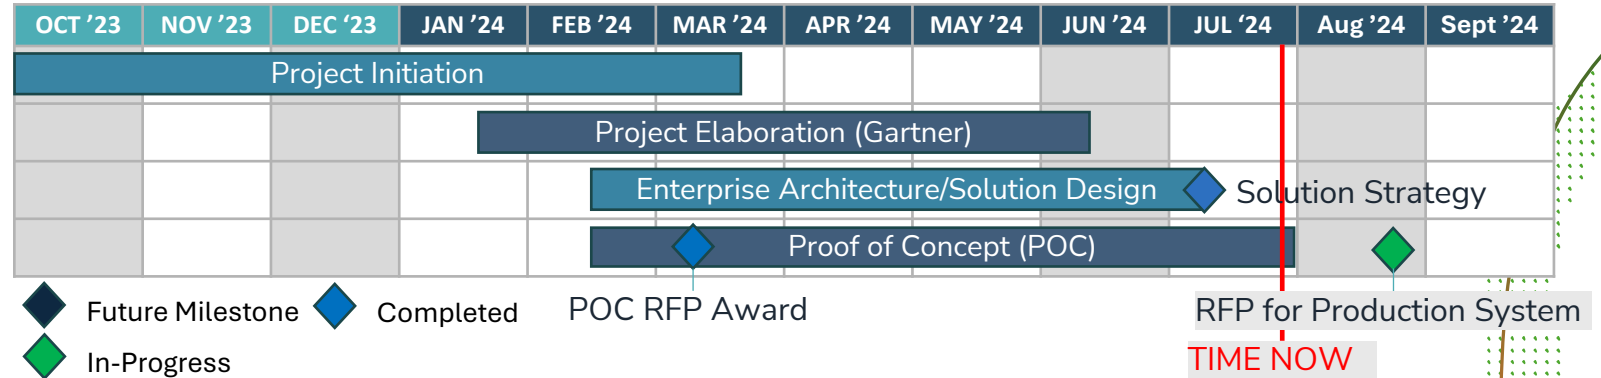 OCT ’23 NOV ’23 DEC ‘23 JAN ’24 FEB ’24 MAR ’24 APR ’24 MAY ’24 JUN ’24 JUL ‘24 Aug ’24 Sept ’24
Project Initiation
Project Elaboration (Gartner)
Enterprise Architecture/Solution Design Solution Strategy
Proof of Concept (POC)
Future Milestone Completed POC RFP Award RFP for Production System
In-Progress TIME NOW